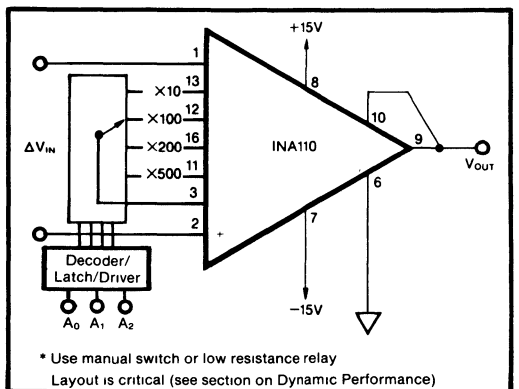 +15V
1
8
13
×10
12
×100
10
16
×200
INA110
9
ΔV_IN
11
×500
V_OUT
3
6
2
+
7
Decoder/
Latch/Driver
−15V
A₀ A₁ A₂
* Use manual switch or low resistance relay
Layout is critical (see section on Dynamic Performance)